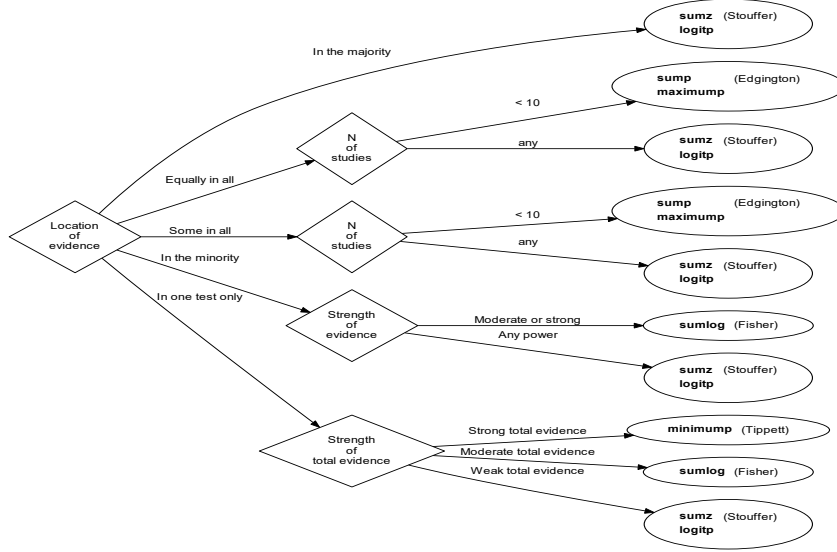 sumz (Stouffer)
logitp
In the majority
sump (Edgington)
maximump
< 10
N
of
studies
sumz (Stouffer)
logitp
any
Equally in all
sump (Edgington)
maximump
< 10
Location
of
evidence
Some in all
N
of
studies
any
sumz (Stouffer)
logitp
In the minority
In one test only
Strength
of
evidence
Moderate or strong
sumlog (Fisher)
Any power
sumz (Stouffer)
logitp
Strength
of
total evidence
Strong total evidence
minimump (Tippett)
Moderate total evidence
sumlog (Fisher)
Weak total evidence
sumz (Stouffer)
logitp